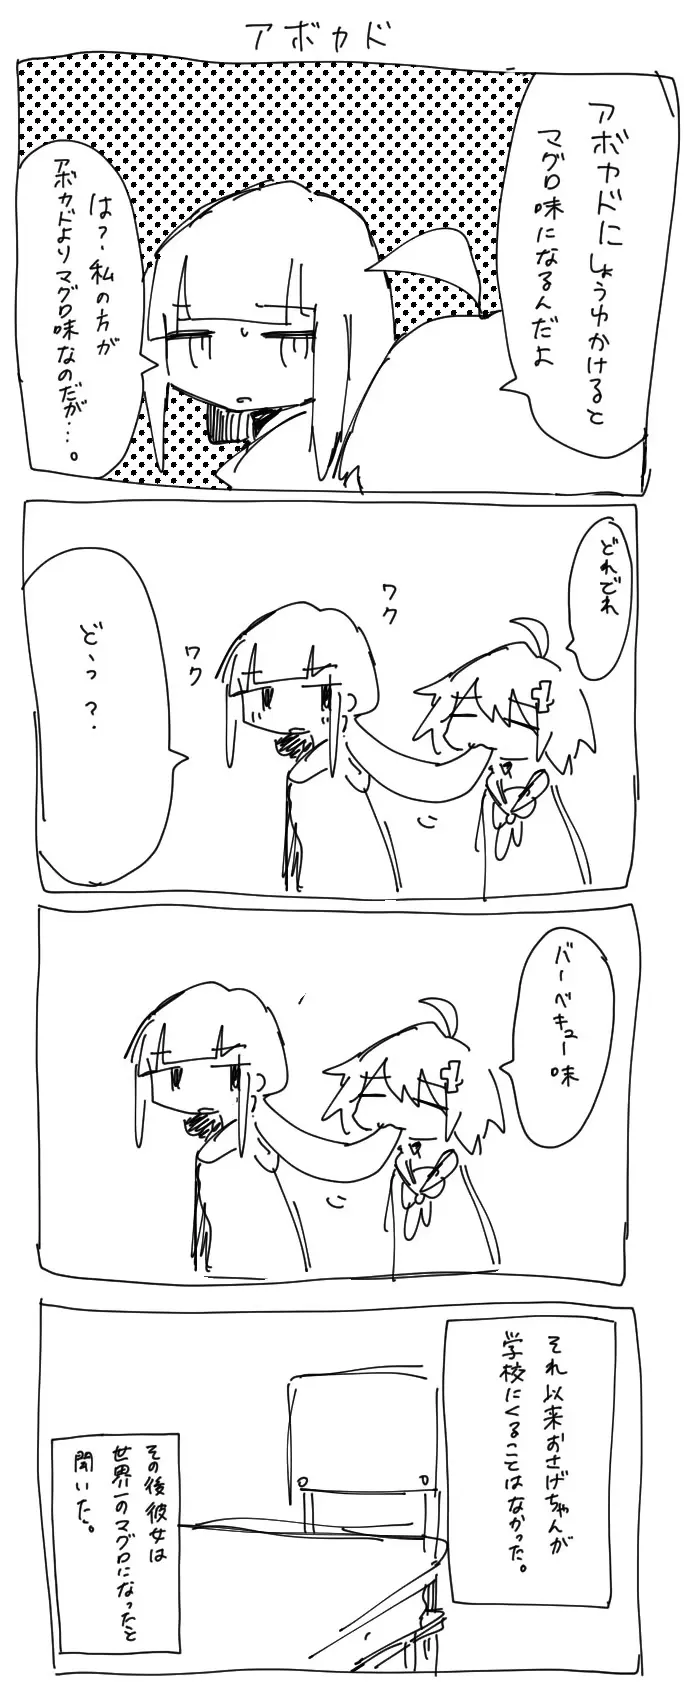 アボカド
アボカドにしょうゆかけると
マグロ味になるんだよ
は？私の方が
アボカドよりマグロ味なのだが…。
どれどれ
ワク
ワク
どぅ？
バーベキュー味
それ以来おさげちゃんが
学校にくることはなかった。
その後彼女は
世界一のマグロになったと
聞いた。